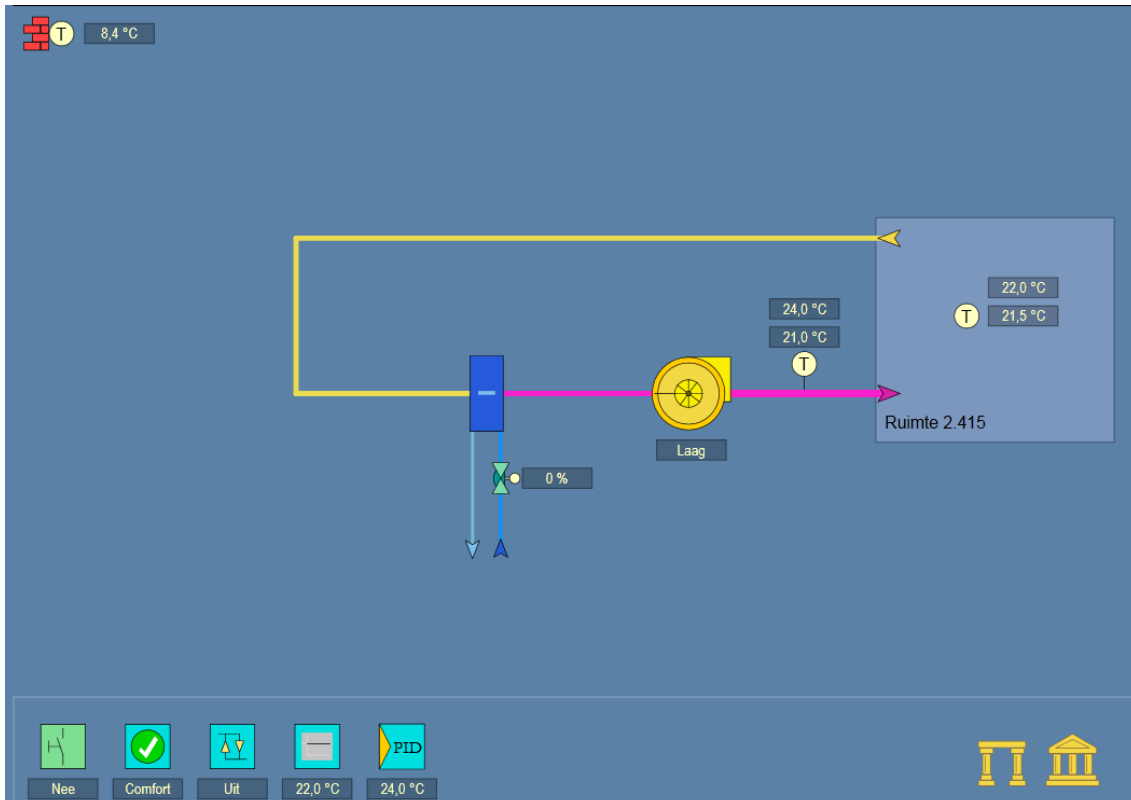 T 8,4 °C
22,0 °C
T 21,5 °C
24,0 °C
21,0 °C
T
Ruimte 2.415
Laag
0 %
PID
Nee
Comfort
Uit
22,0 °C
24,0 °C